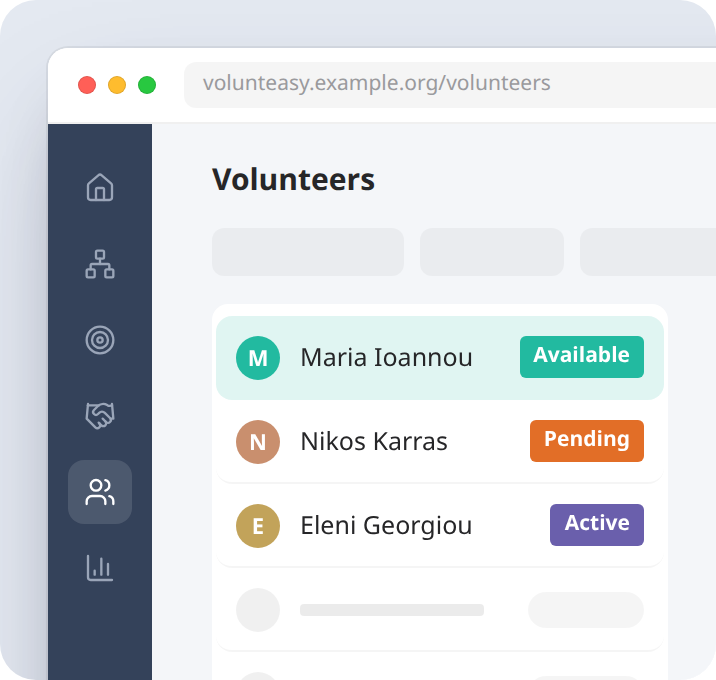 volunteasy.example.org/volunteers
Volunteers
M Maria Ioannou Available
N Nikos Karras Pending
E Eleni Georgiou Active